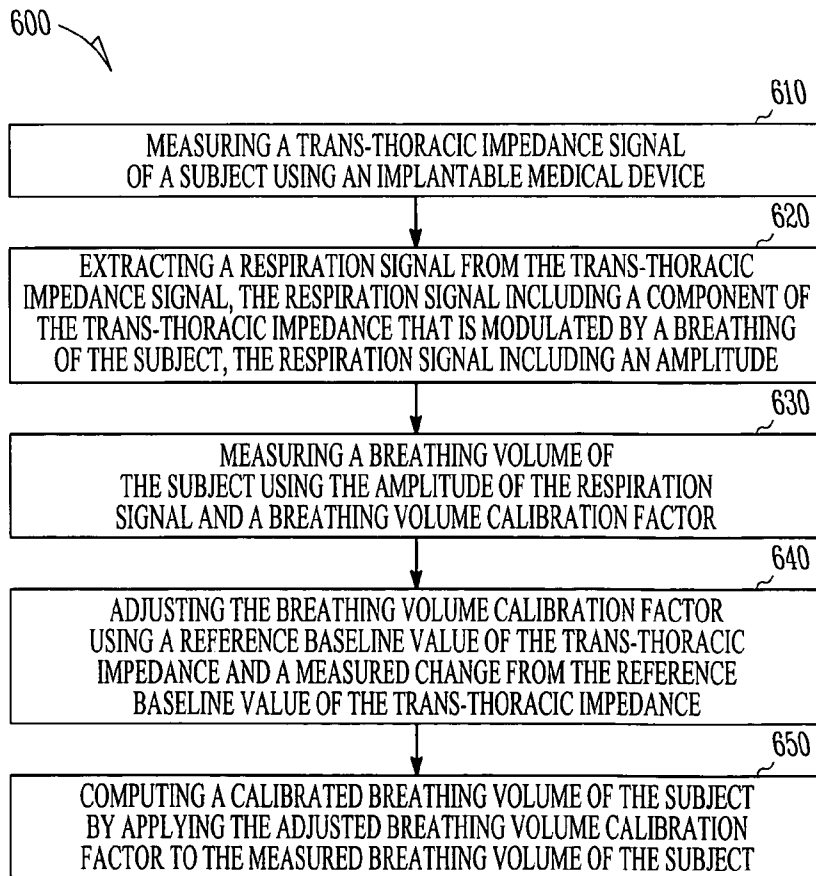 600
610
MEASURING A TRANS-THORACIC IMPEDANCE SIGNAL
OF A SUBJECT USING AN IMPLANTABLE MEDICAL DEVICE
620
EXTRACTING A RESPIRATION SIGNAL FROM THE TRANS-THORACIC
IMPEDANCE SIGNAL, THE RESPIRATION SIGNAL INCLUDING A COMPONENT OF
THE TRANS-THORACIC IMPEDANCE THAT IS MODULATED BY A BREATHING
OF THE SUBJECT, THE RESPIRATION SIGNAL INCLUDING AN AMPLITUDE
630
MEASURING A BREATHING VOLUME OF
THE SUBJECT USING THE AMPLITUDE OF THE RESPIRATION
SIGNAL AND A BREATHING VOLUME CALIBRATION FACTOR
640
ADJUSTING THE BREATHING VOLUME CALIBRATION FACTOR
USING A REFERENCE BASELINE VALUE OF THE TRANS-THORACIC
IMPEDANCE AND A MEASURED CHANGE FROM THE REFERENCE
BASELINE VALUE OF THE TRANS-THORACIC IMPEDANCE
650
COMPUTING A CALIBRATED BREATHING VOLUME OF THE SUBJECT
BY APPLYING THE ADJUSTED BREATHING VOLUME CALIBRATION
FACTOR TO THE MEASURED BREATHING VOLUME OF THE SUBJECT